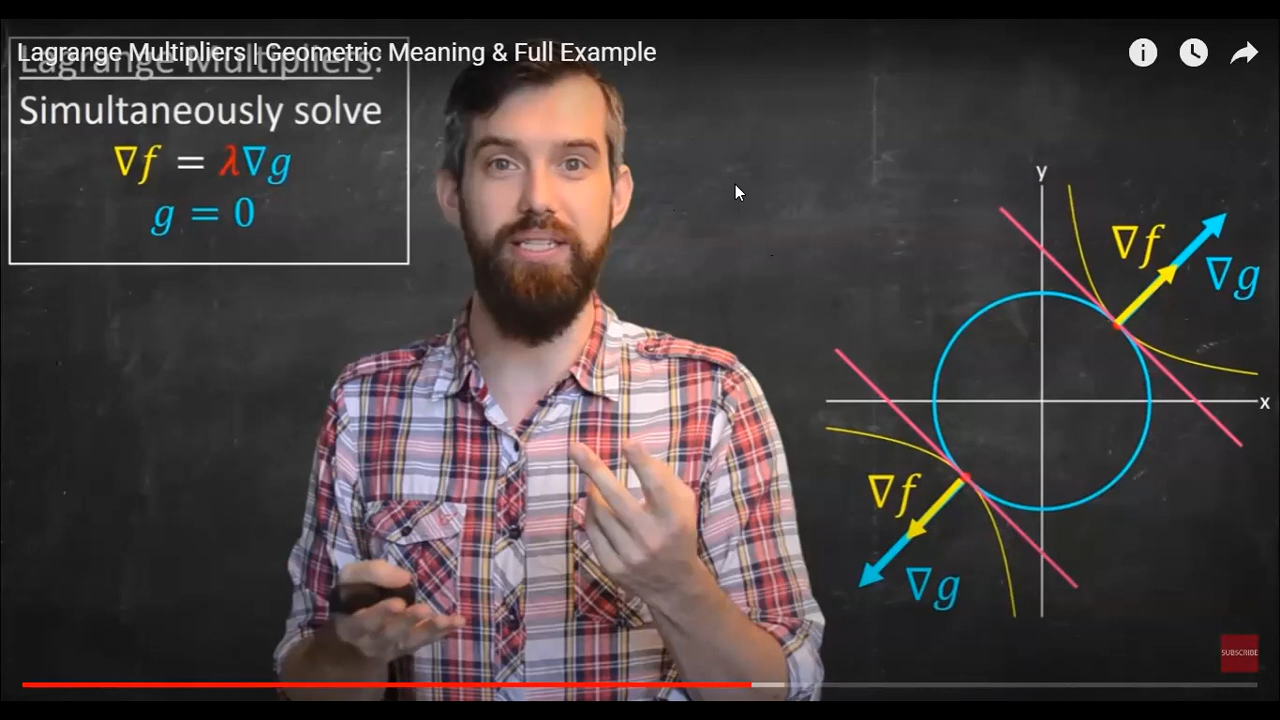 Lagrange Multipliers | Geometric Meaning & Full Example
Lagrange Multipliers:
Simultaneously solve
∇f = λ∇g
g = 0
y
∇f
∇g
x
∇f
∇g
SUBSCRIBE